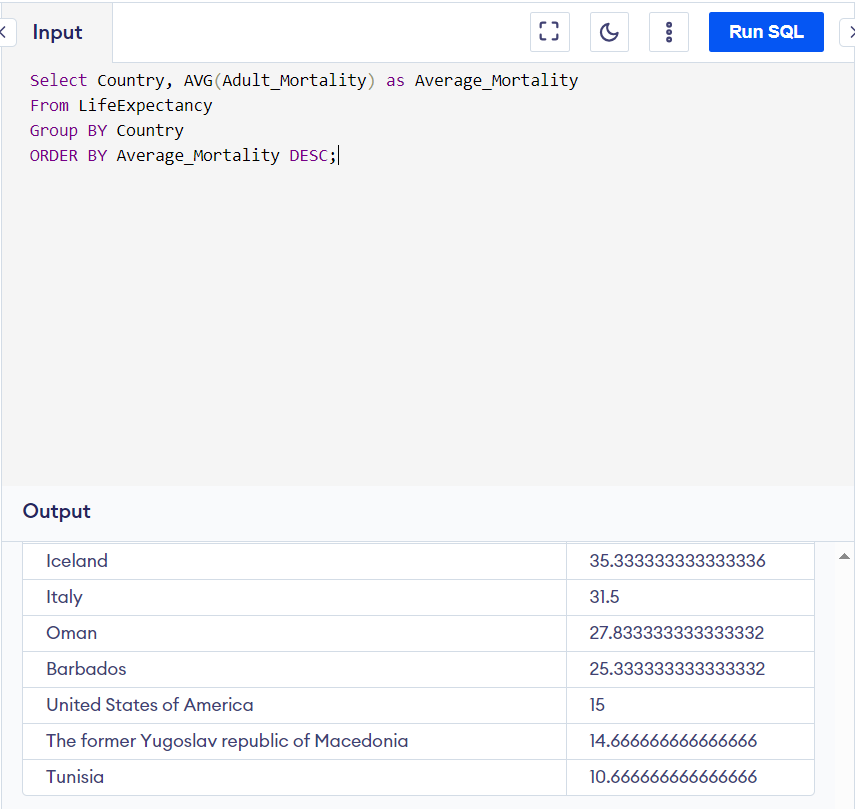 Input
Run SQL
Select Country, AVG(Adult_Mortality) as Average_Mortality
From LifeExpectancy
Group BY Country
ORDER BY Average_Mortality DESC;
Output
Iceland 35.333333333333336
Italy 31.5
Oman 27.833333333333332
Barbados 25.333333333333332
United States of America 15
The former Yugoslav republic of Macedonia 14.666666666666666
Tunisia 10.666666666666666